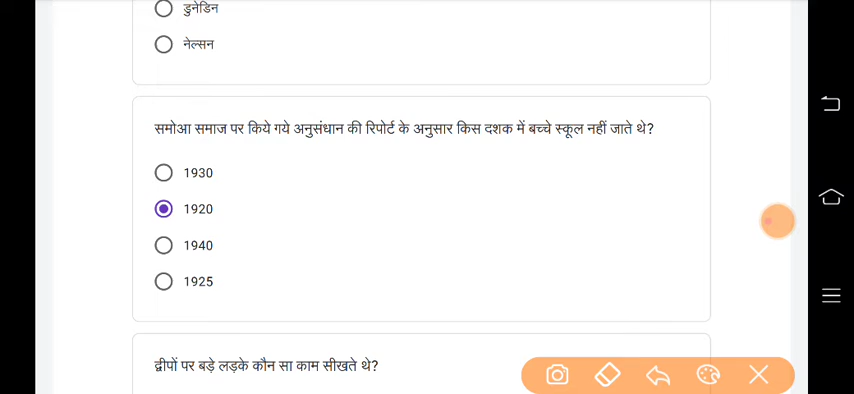 डुनेडिन
नेल्सन
समोआ समाज पर किये गये अनुसंधान की रिपोर्ट के अनुसार किस दशक में बच्चे स्कूल नहीं जाते थे?
1930
1920
1940
1925
द्वीपों पर बड़े लड़के कौन सा काम सीखते थे?